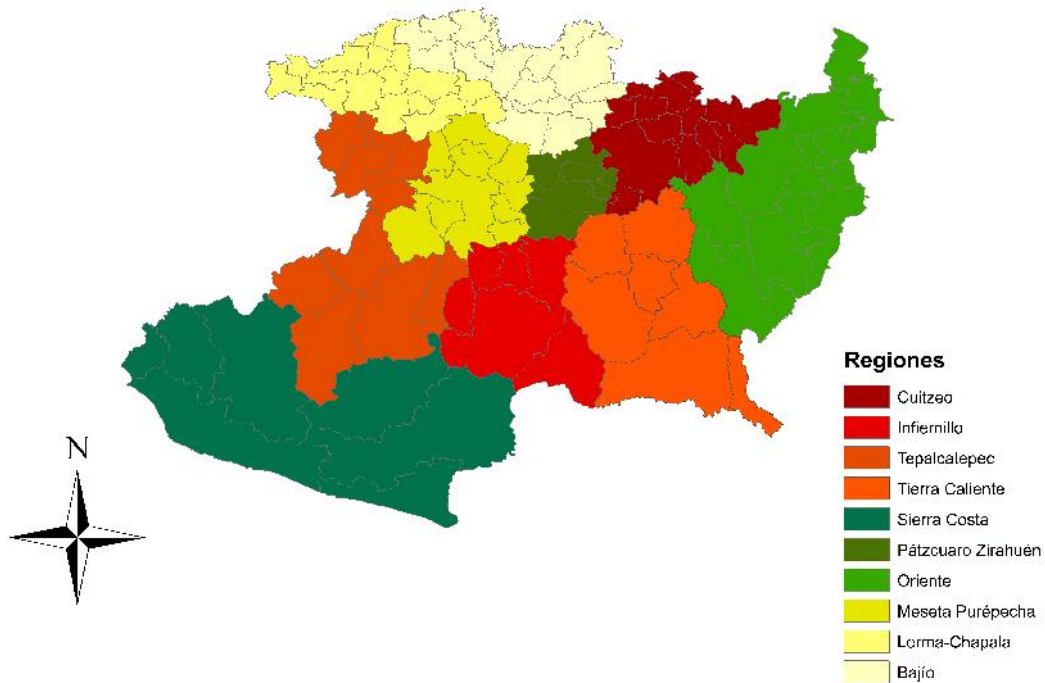 Regiones
Cuitzeo
Infiernillo
Tepalcatepec
Tierra Caliente
Sierra Costa
Pátzcuaro Zirahuén
Oriente
Meseta Purépecha
Lerma-Chapala
Bajío
N